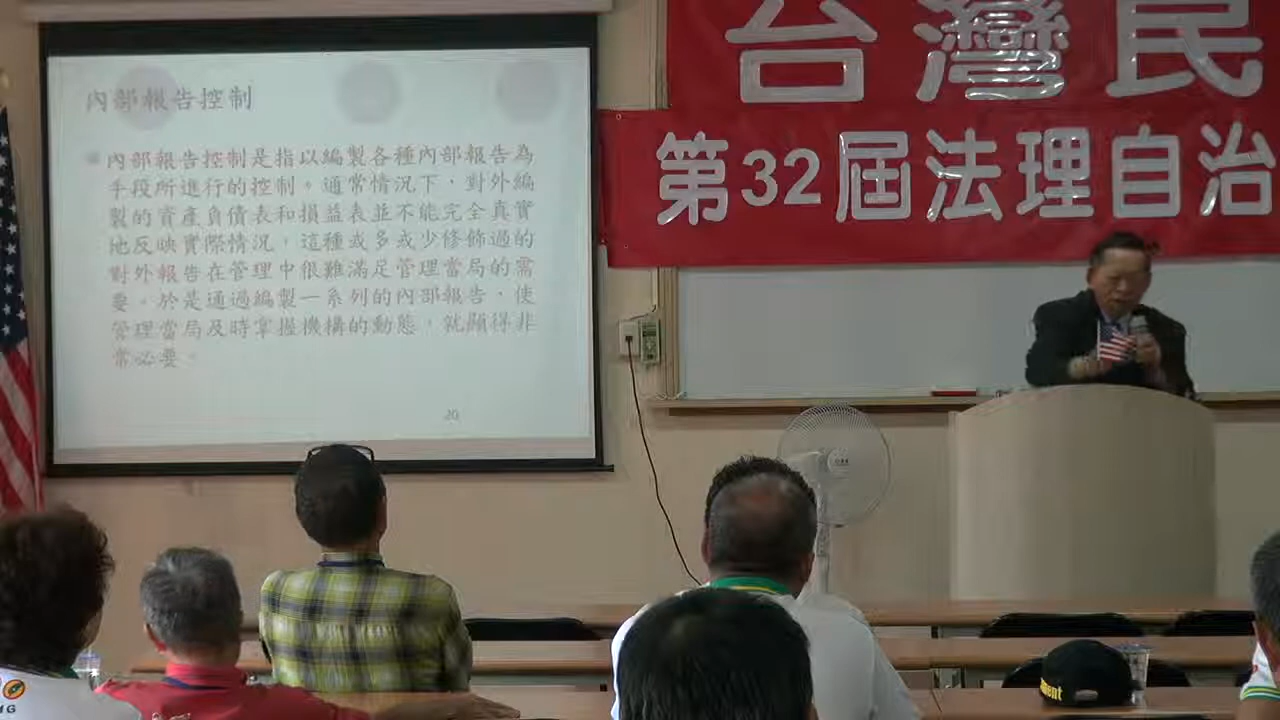 內部報告控制
內部報告控制是指以編製各種內部報告為
手段所進行的控制。通常情況下,對外編
製的資產負債表和損益表並不能完全真實
地反映實際情況,這種或多或少修飾過的
對外報告在管理中很難滿足管理當局的需
要。於是通過編製一系列的內部報告,使
管理當局及時掌握機構的動態,就顯得非
常必要。
20
台灣民
第32屆法理自治